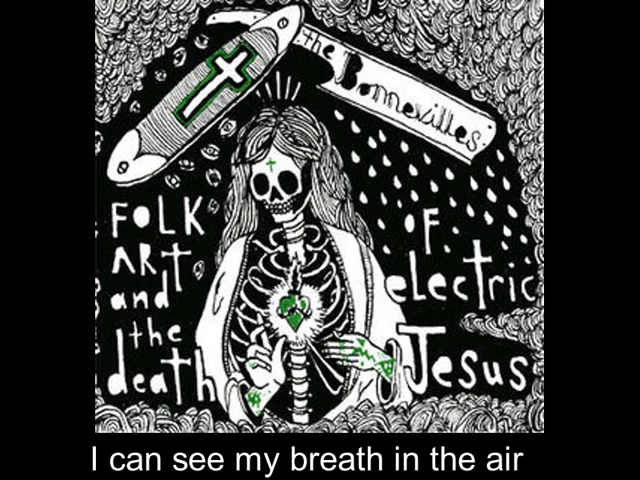 the Bonnevilles
FOLK OF
ART electric
and
the
death Jesus
I can see my breath in the air